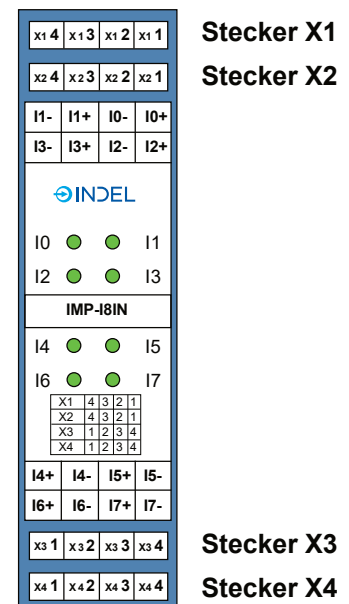 x1 4 x1 3 x1 2 x1 1 Stecker X1
x2 4 x2 3 x2 2 x2 1 Stecker X2
I1- I1+ I0- I0+
I3- I3+ I2- I2+
INDEL
I0 I1
I2 I3
IMP-I8IN
I4 I5
I6 I7
X1 4 3 2 1
X2 4 3 2 1
X3 1 2 3 4
X4 1 2 3 4
I4+ I4- I5+ I5-
I6+ I6- I7+ I7-
x3 1 x3 2 x3 3 x3 4 Stecker X3
x4 1 x4 2 x4 3 x4 4 Stecker X4